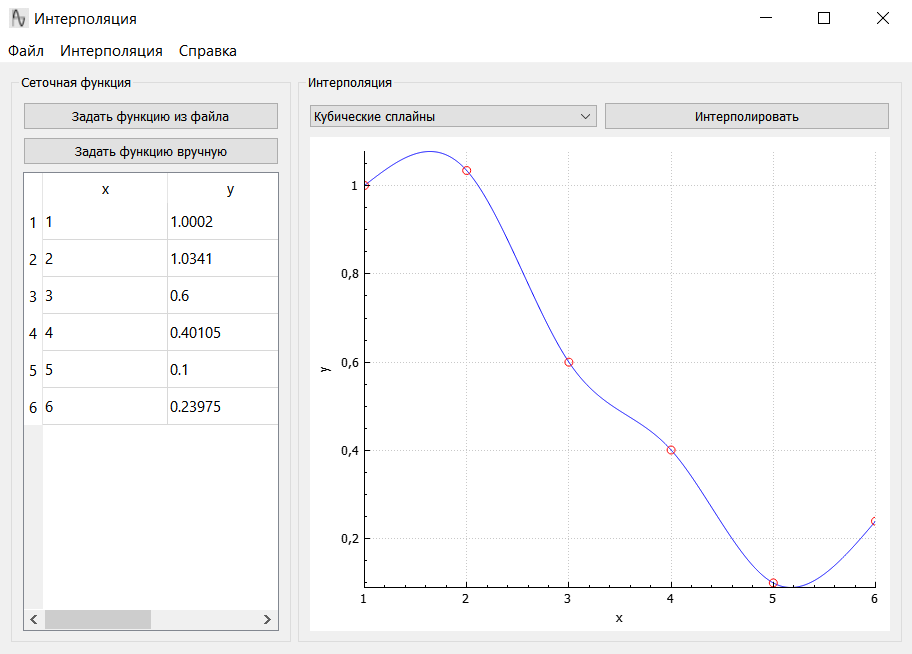 Интерполяция
Файл Интерполяция Справка
Сеточная функция
Задать функцию из файла
Задать функцию вручную
x y
1 1 1.0002
2 2 1.0341
3 3 0.6
4 4 0.40105
5 5 0.1
6 6 0.23975
Интерполяция
Кубические сплайны Интерполировать
1
0,8
0,6
y
0,4
0,2
1 2 3 4 5 6
x